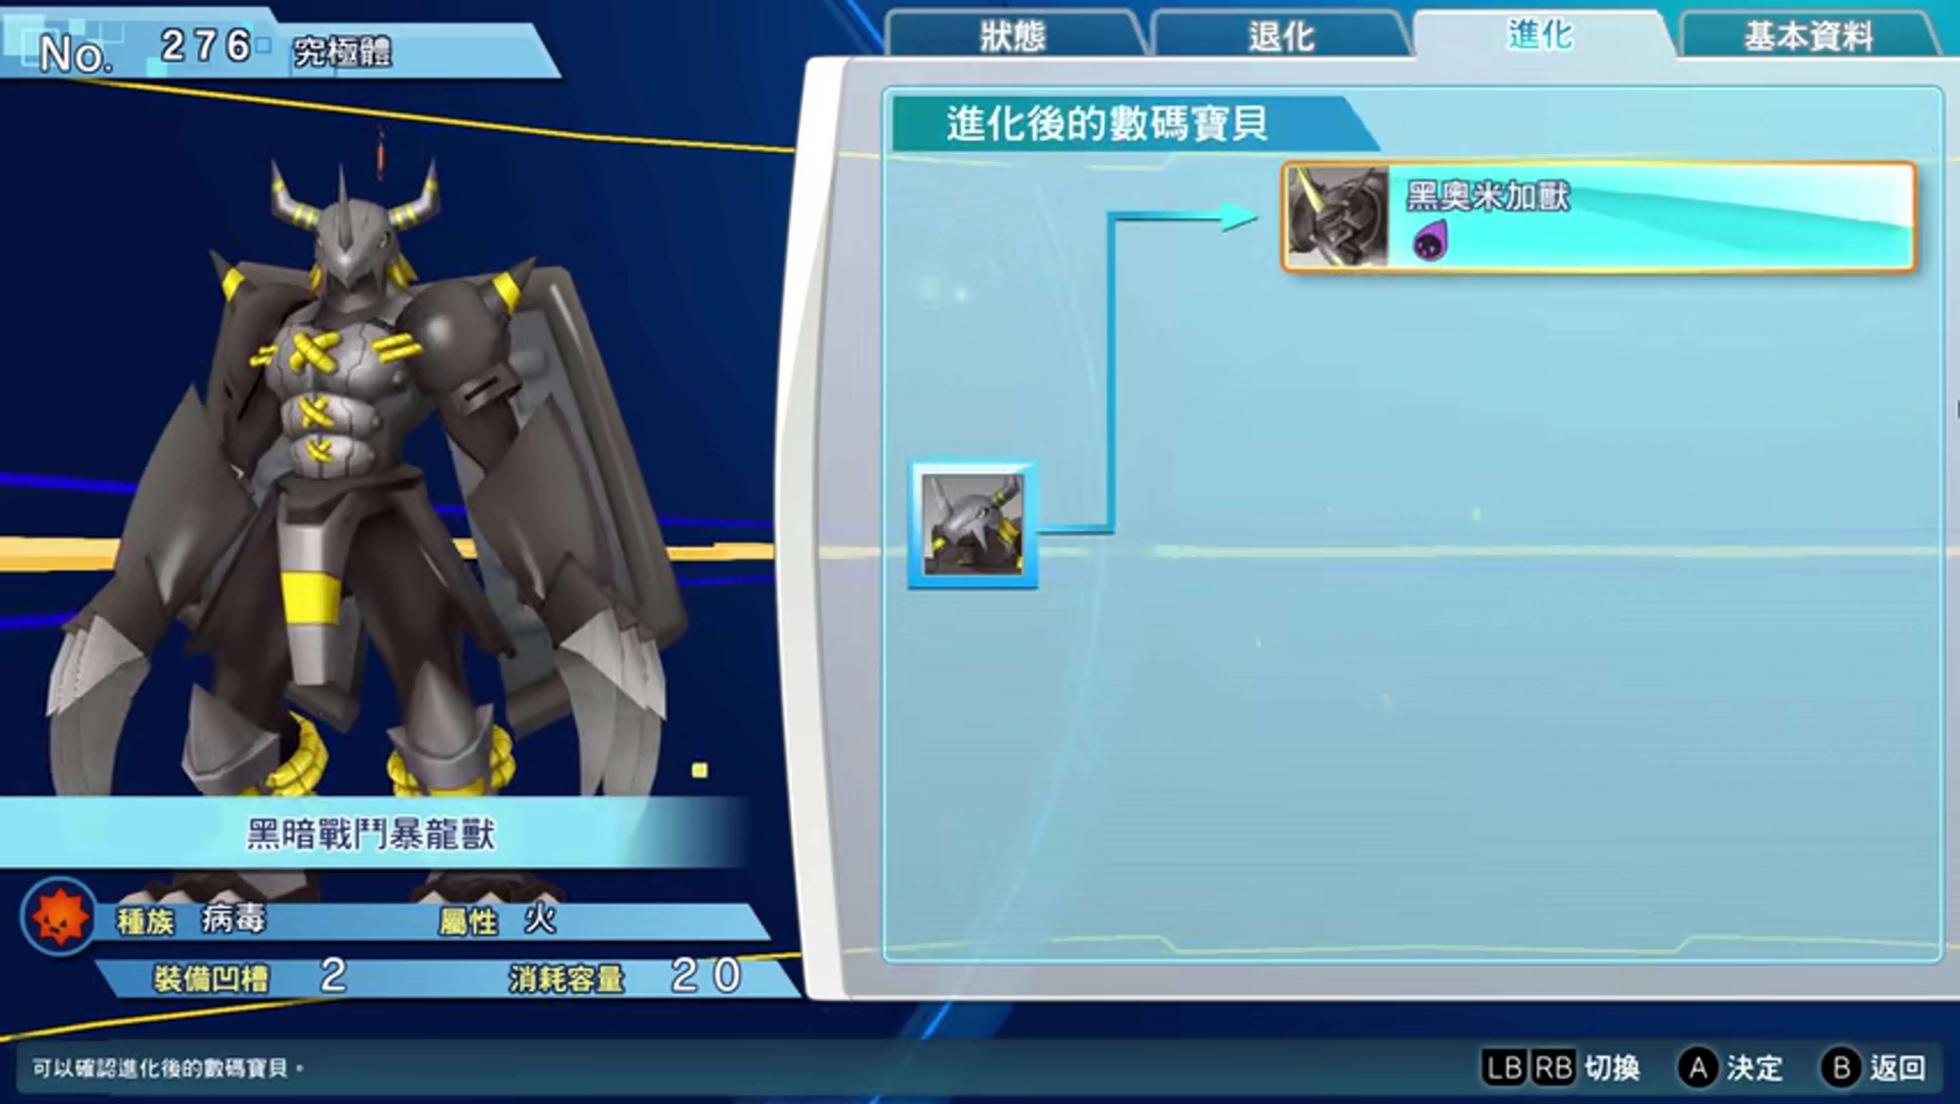 No. 276 究極體
狀態 退化 進化 基本資料
進化後的數碼寶貝
黑奧米加獸
黑暗戰鬥暴龍獸
種族 病毒 屬性 火
裝備凹槽 2 消耗容量 20
可以確認進化後的數碼寶貝。
LB RB 切換 A 決定 B 返回